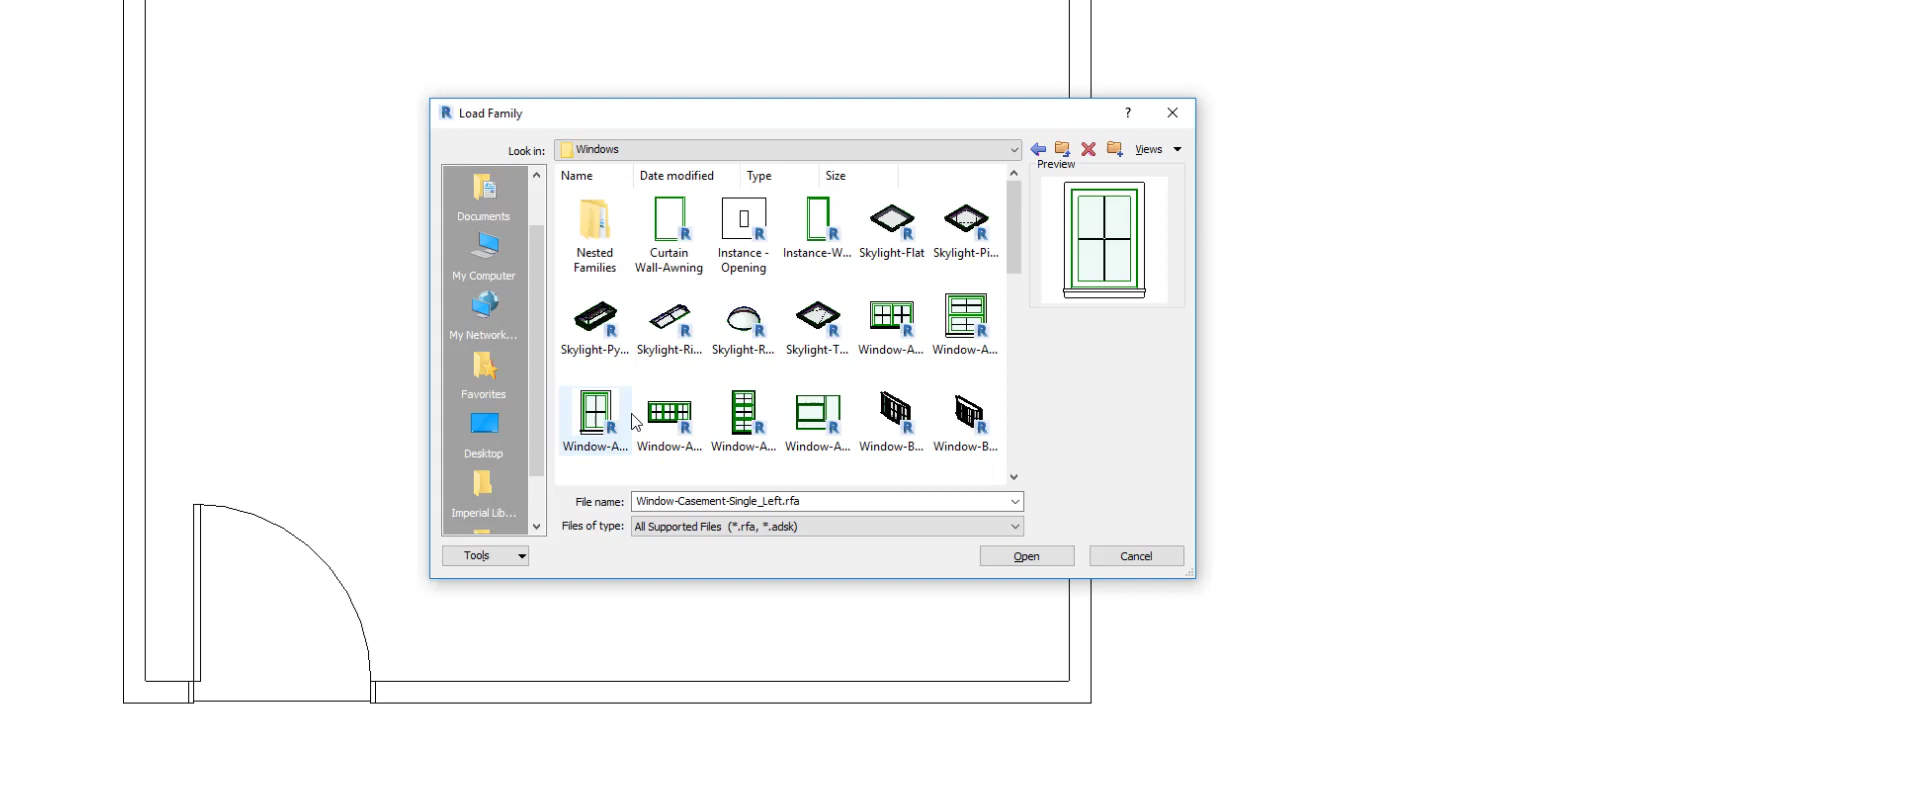 R Load Family
?
Look in:
Windows
Views
Preview
Name
Date modified
Type
Size
Documents
My Computer
My Network...
Favorites
Desktop
Imperial Lib...
Nested
Families
Curtain
Wall-Awning
Instance -
Opening
Instance-W...
Skylight-Flat
Skylight-Pi...
Skylight-Py...
Skylight-Ri...
Skylight-R...
Skylight-T...
Window-A...
Window-A...
Window-A...
Window-A...
Window-A...
Window-A...
Window-B...
Window-B...
File name:
Window-Casement-Single_Left.rfa
Files of type:
All Supported Files (*.rfa, *.adsk)
Tools
Open
Cancel